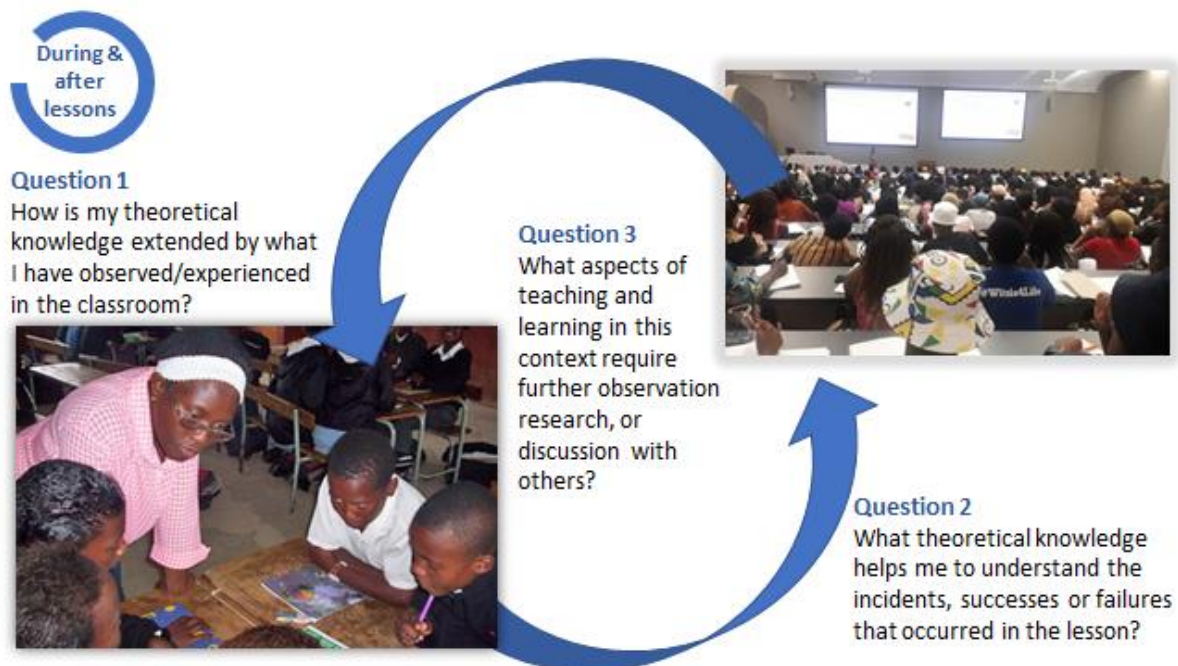 During &
after
lessons
Question 1
How is my theoretical
knowledge extended by what
I have observed/experienced
in the classroom?
Question 3
What aspects of
teaching and
learning in this
context require
further observation
research, or
discussion with
others?
Question 2
What theoretical knowledge
helps me to understand the
incidents, successes or failures
that occurred in the lesson?